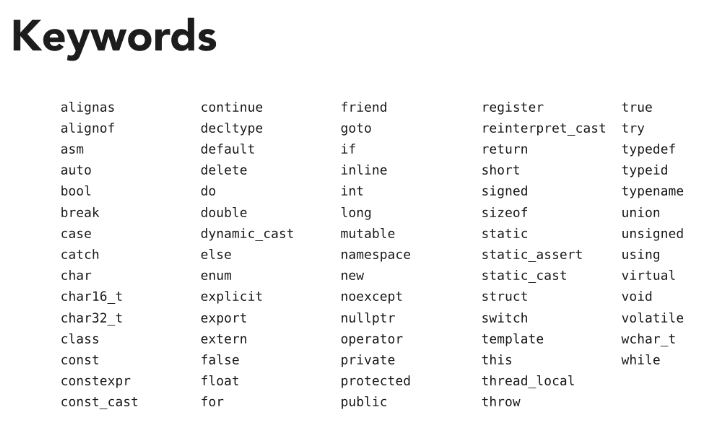 Keywords
alignas continue friend register true
alignof decltype goto reinterpret_cast try
asm default if return typedef
auto delete inline short typeid
bool do int signed typename
break double long sizeof union
case dynamic_cast mutable static unsigned
catch else namespace static_assert using
char enum new static_cast virtual
char16_t explicit noexcept struct void
char32_t export nullptr switch volatile
class extern operator template wchar_t
const false private this while
constexpr float protected thread_local
const_cast for public throw